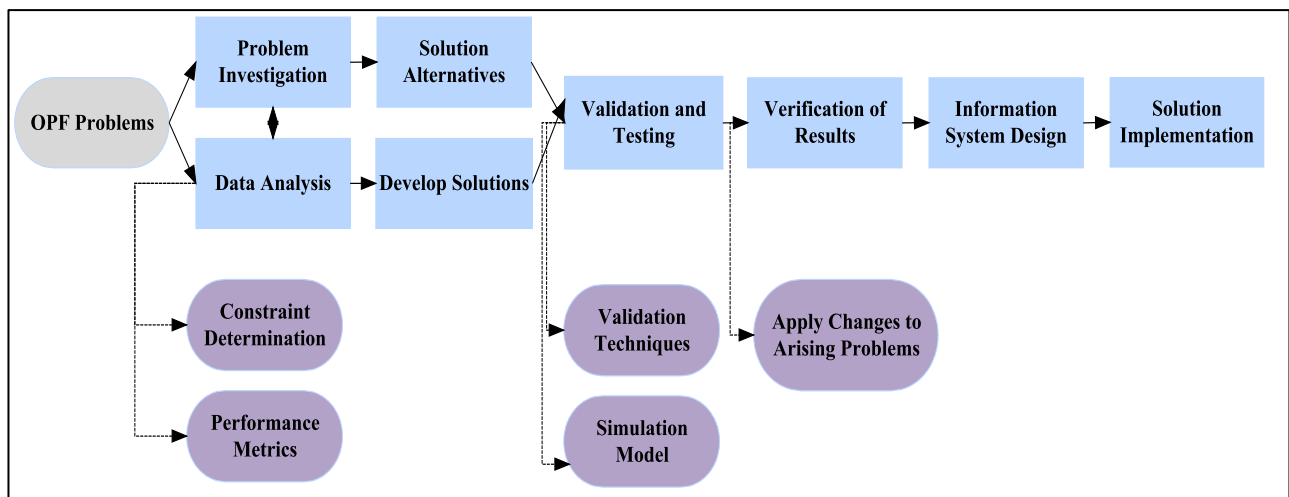 OPF Problems
Problem
Investigation
Solution
Alternatives
Data Analysis
Develop Solutions
Validation and
Testing
Verification of
Results
Information
System Design
Solution
Implementation
Constraint
Determination
Performance
Metrics
Validation
Techniques
Simulation
Model
Apply Changes to
Arising Problems